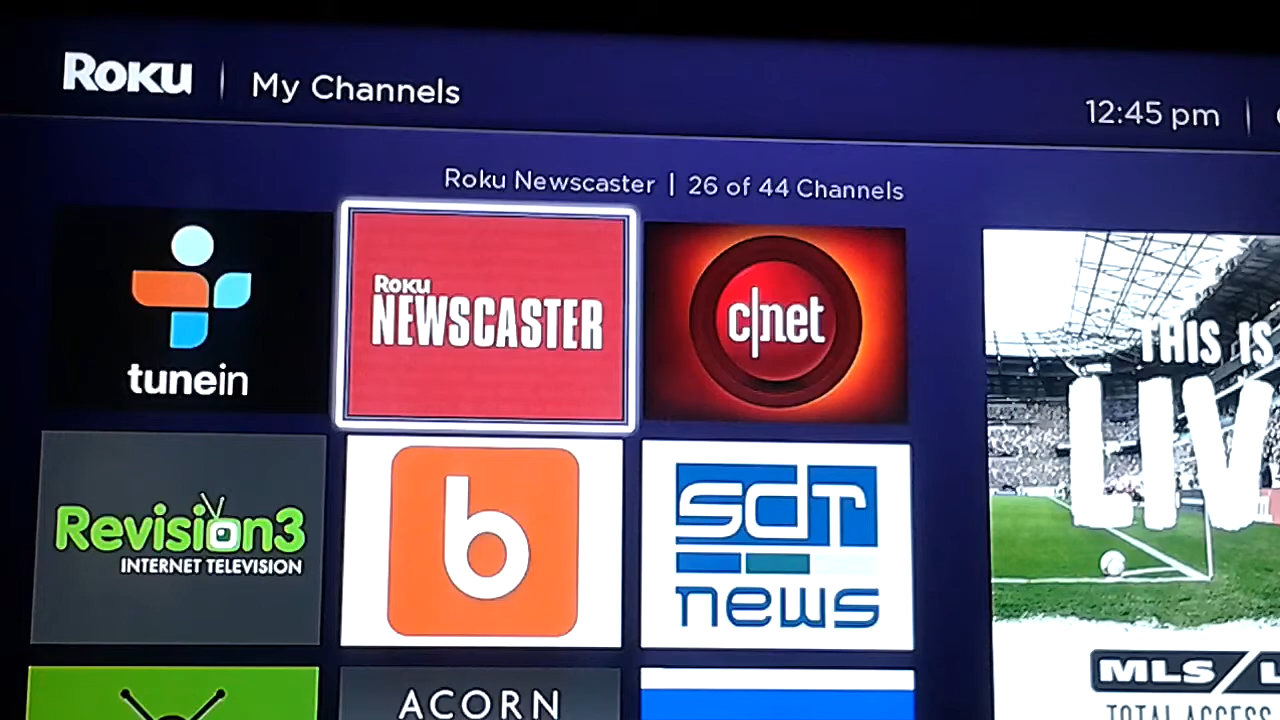 Roku | My Channels
12:45 pm |
Roku Newscaster | 26 of 44 Channels
tunein
Roku
NEWSCASTER
c|net
THIS IS
LIV
Revision3
INTERNET TELEVISION
b
SDT
news
ACORN
MLS/L
TOTAL ACCESS